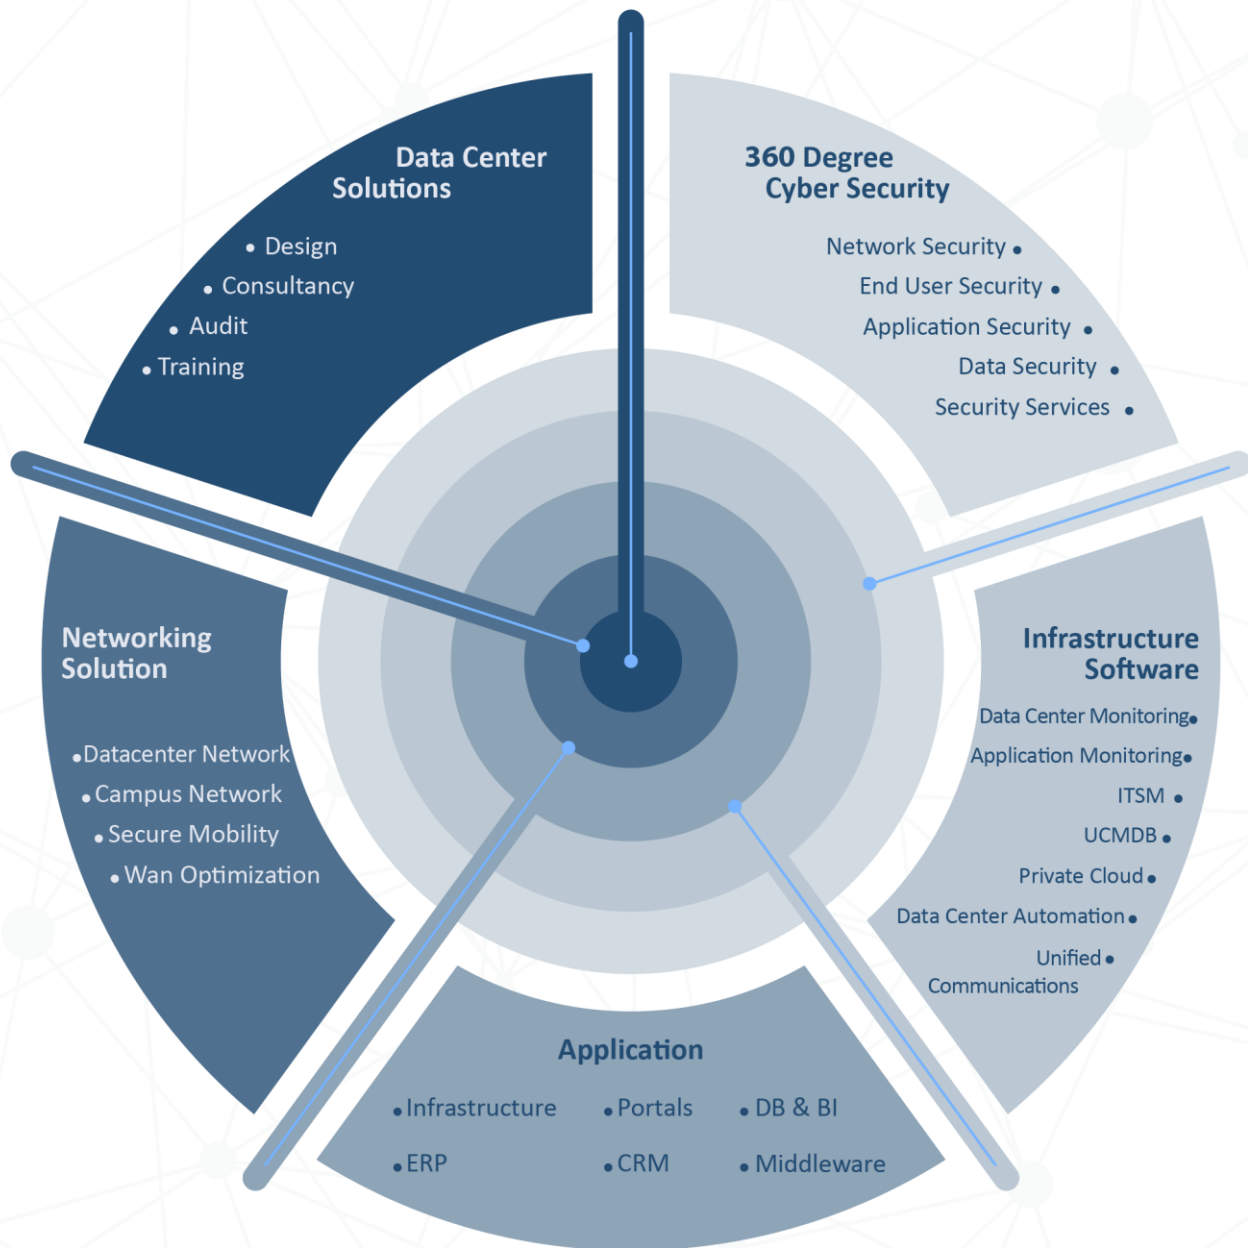 Data Center
Solutions
Design
Consultancy
Audit
Training
360 Degree
Cyber Security
Network Security
End User Security
Application Security
Data Security
Security Services
Networking
Solution
Datacenter Network
Campus Network
Secure Mobility
Wan Optimization
Infrastructure
Software
Data Center Monitoring
Application Monitoring
ITSM
UCMDB
Private Cloud
Data Center Automation
Unified
Communications
Application
Infrastructure
Portals
DB & BI
ERP
CRM
Middleware